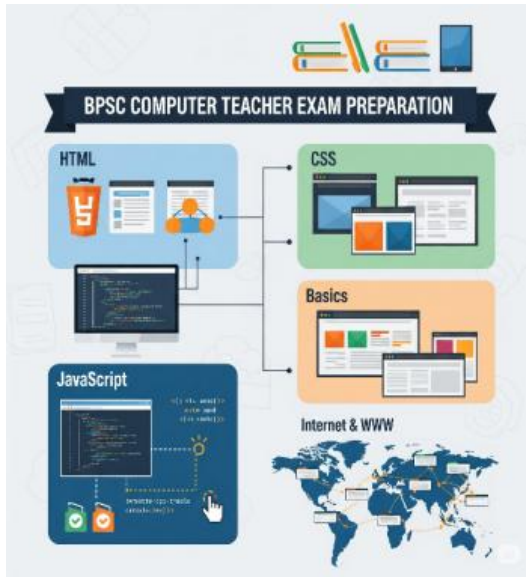 BPSC COMPUTER TEACHER EXAM PREPARATION
HTML
CSS
Basics
JavaScript
Internet & WWW